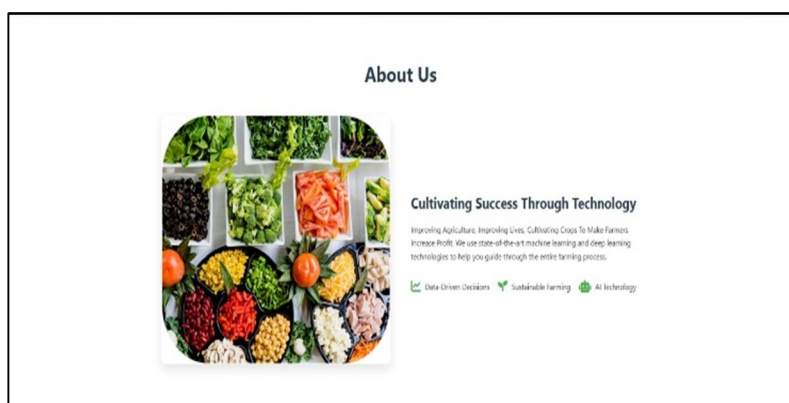 About Us
Cultivating Success Through Technology
Improving Agriculture, Improving Lives, Cultivating Crops To Make Farmers
Increase Profit. We use state-of-the-art machine learning and deep learning
technologies to help you guide through the entire farming process.
Data-Driven Decisions Sustainable Farming AI Technology